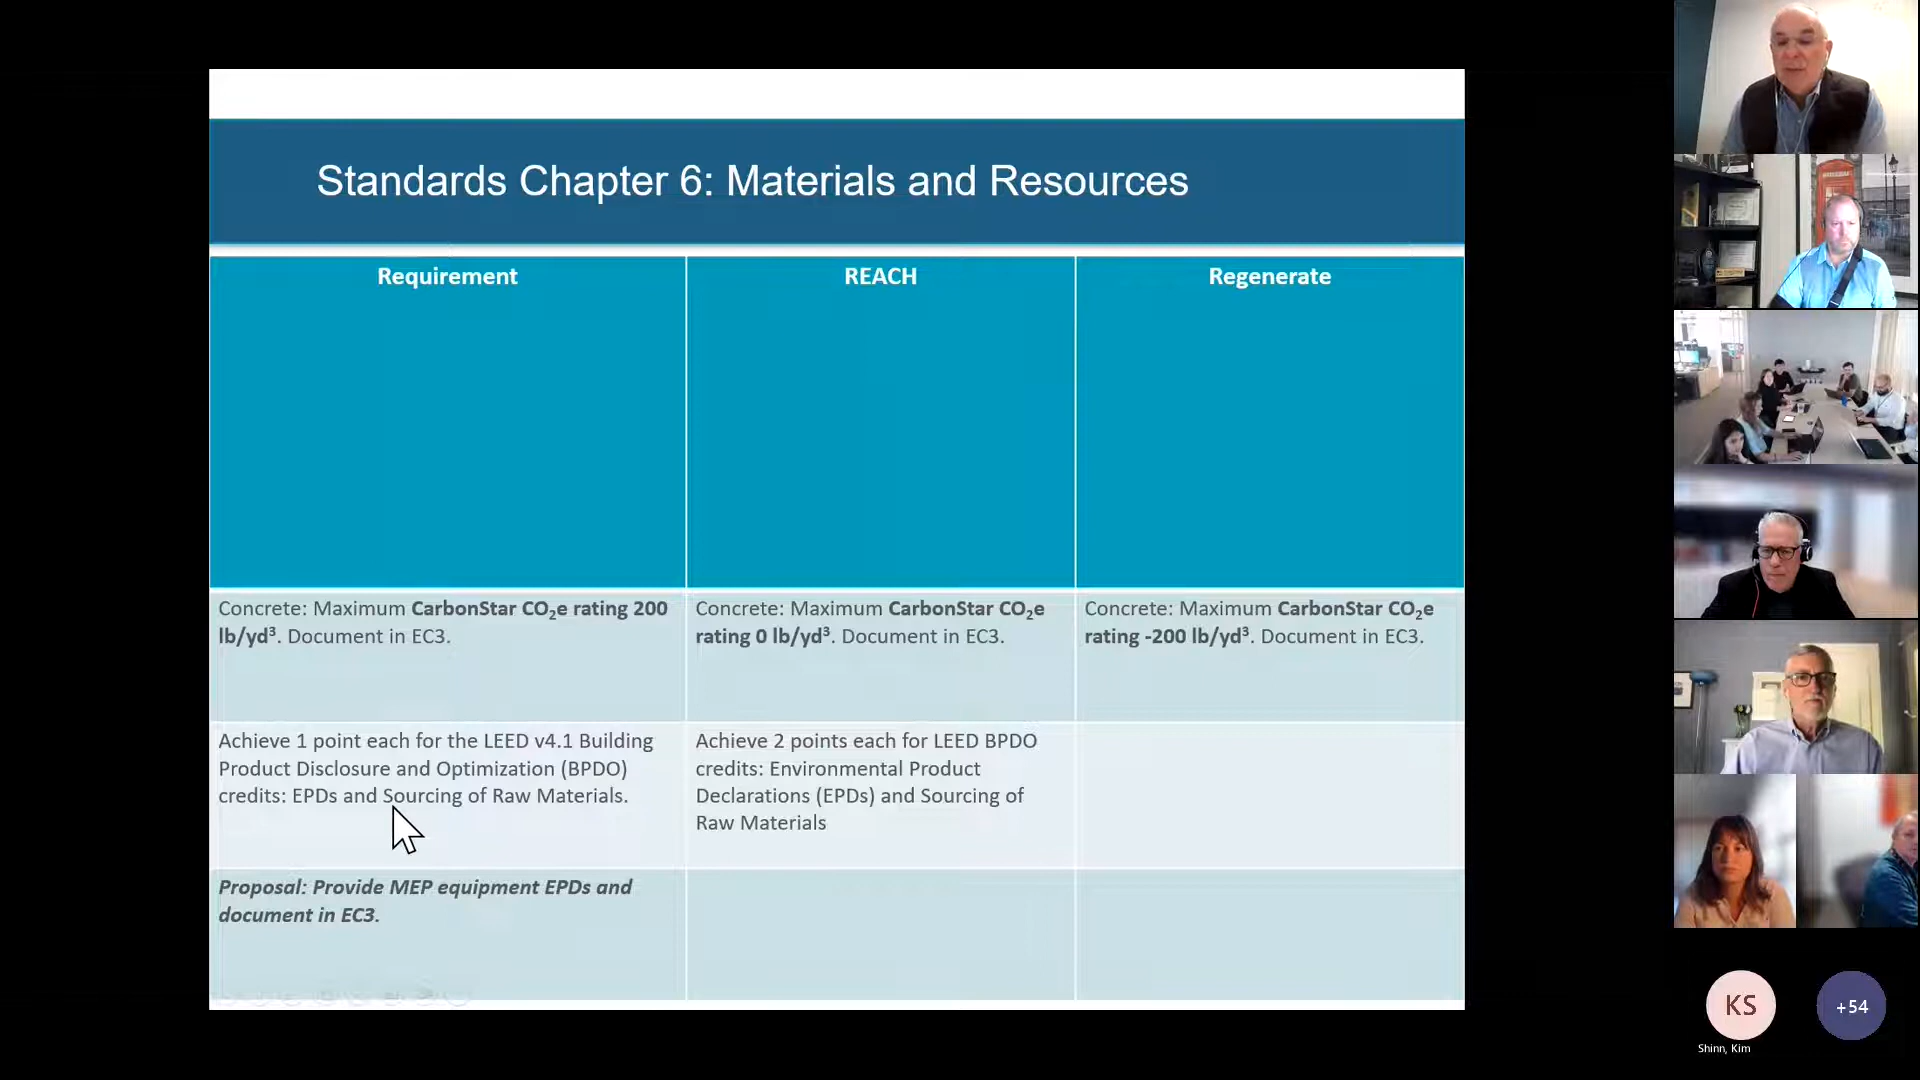 Standards Chapter 6: Materials and Resources
Requirement
REACH
Regenerate
Concrete: Maximum CarbonStar CO₂e rating 200
lb/yd³. Document in EC3.
Concrete: Maximum CarbonStar CO₂e
rating 0 lb/yd³. Document in EC3.
Concrete: Maximum CarbonStar CO₂e
rating -200 lb/yd³. Document in EC3.
Achieve 1 point each for the LEED v4.1 Building
Product Disclosure and Optimization (BPDO)
credits: EPDs and Sourcing of Raw Materials.
Achieve 2 points each for LEED BPDO
credits: Environmental Product
Declarations (EPDs) and Sourcing of
Raw Materials
Proposal: Provide MEP equipment EPDs and
document in EC3.
KS
+54
Shinn, Kim